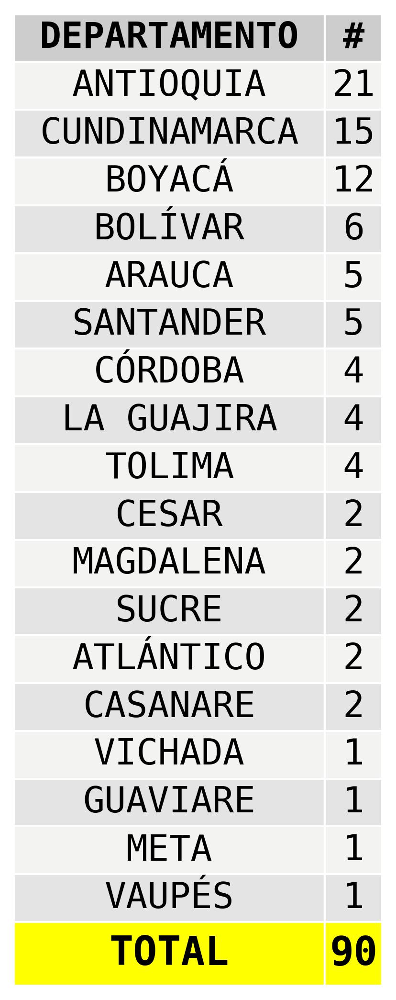 DEPARTAMENTO #
ANTIOQUIA 21
CUNDINAMARCA 15
BOYACÁ 12
BOLÍVAR 6
ARAUCA 5
SANTANDER 5
CÓRDOBA 4
LA GUAJIRA 4
TOLIMA 4
CESAR 2
MAGDALENA 2
SUCRE 2
ATLÁNTICO 2
CASANARE 2
VICHADA 1
GUAVIARE 1
META 1
VAUPÉS 1
TOTAL 90